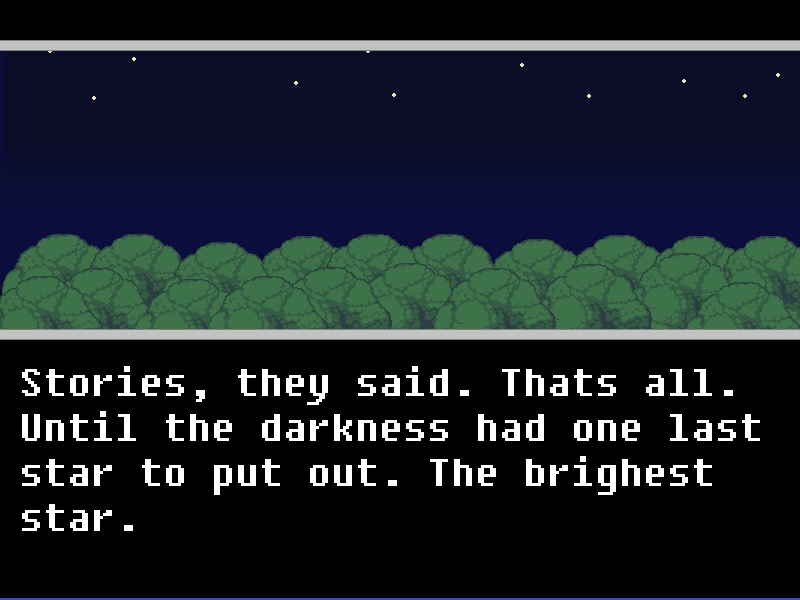 Stories, they said. Thats all.
Until the darkness had one last
star to put out. The brighest
star.